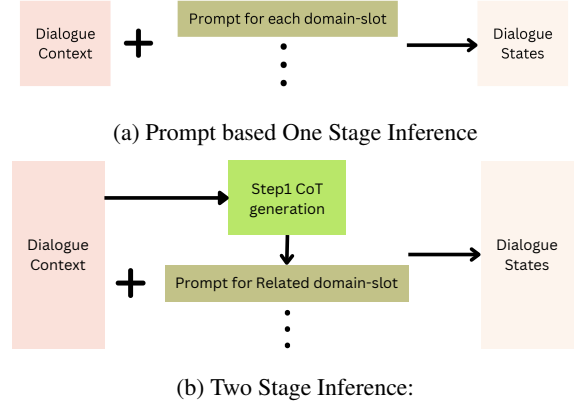 Dialogue
Context
Prompt for each domain-slot
Dialogue
States
(a) Prompt based One Stage Inference
Step1 CoT
generation
Dialogue
Context
Prompt for Related domain-slot
Dialogue
States
(b) Two Stage Inference: